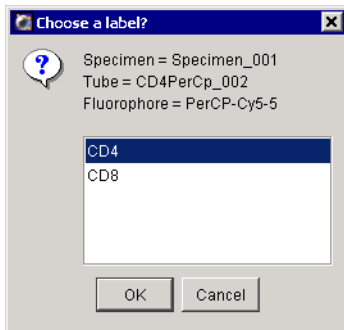 Choose a label?
Specimen = Specimen_001
Tube = CD4PerCp_002
Fluorophore = PerCP-Cy5-5
CD4
CD8
OK
Cancel